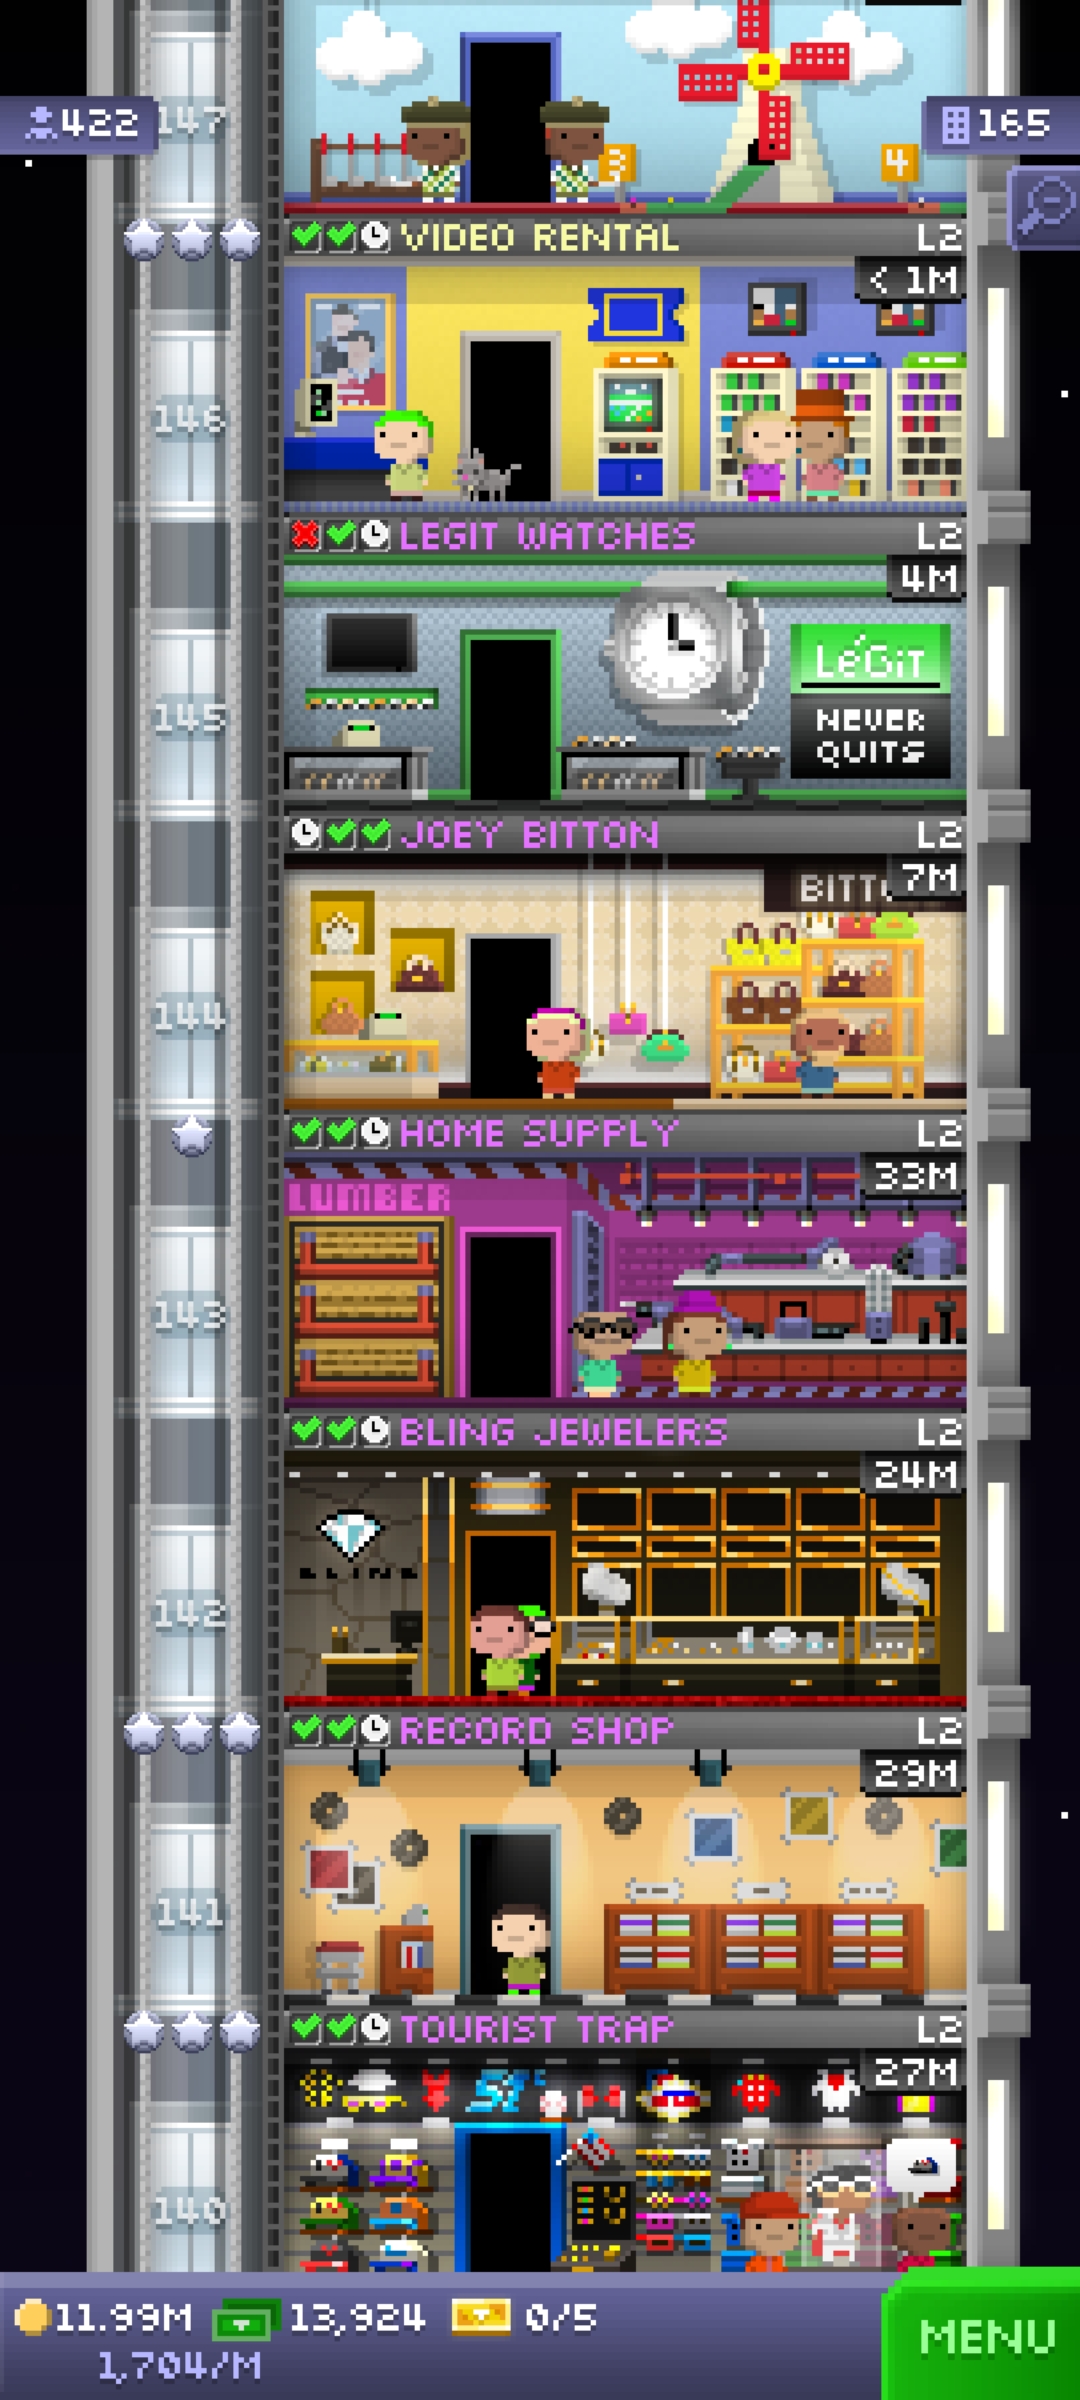 422
147
165
3
4
VIDEO RENTAL L2
< 1M
146
LEGIT WATCHES L2
4M
LéGiT
NEVER
QUITS
145
JOEY BITTON L2
7M
144
HOME SUPPLY L2
33M
LUMBER
143
BLING JEWELERS L2
24M
BLING
142
RECORD SHOP L2
29M
141
TOURIST TRAP L2
27M
140
11.99M 13,924 0/5
1,704/M
MENU